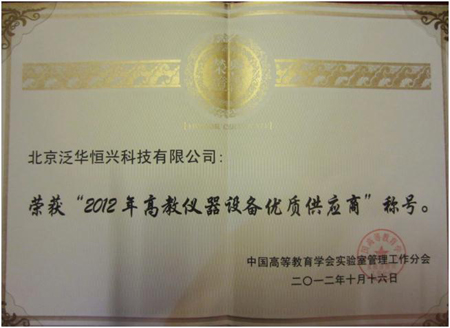 北京泛华恒兴科技有限公司：
荣获“2012年高教仪器设备优质供应商”称号。
中国高等教育学会实验室管理工作分会
二〇一二年十月十六日